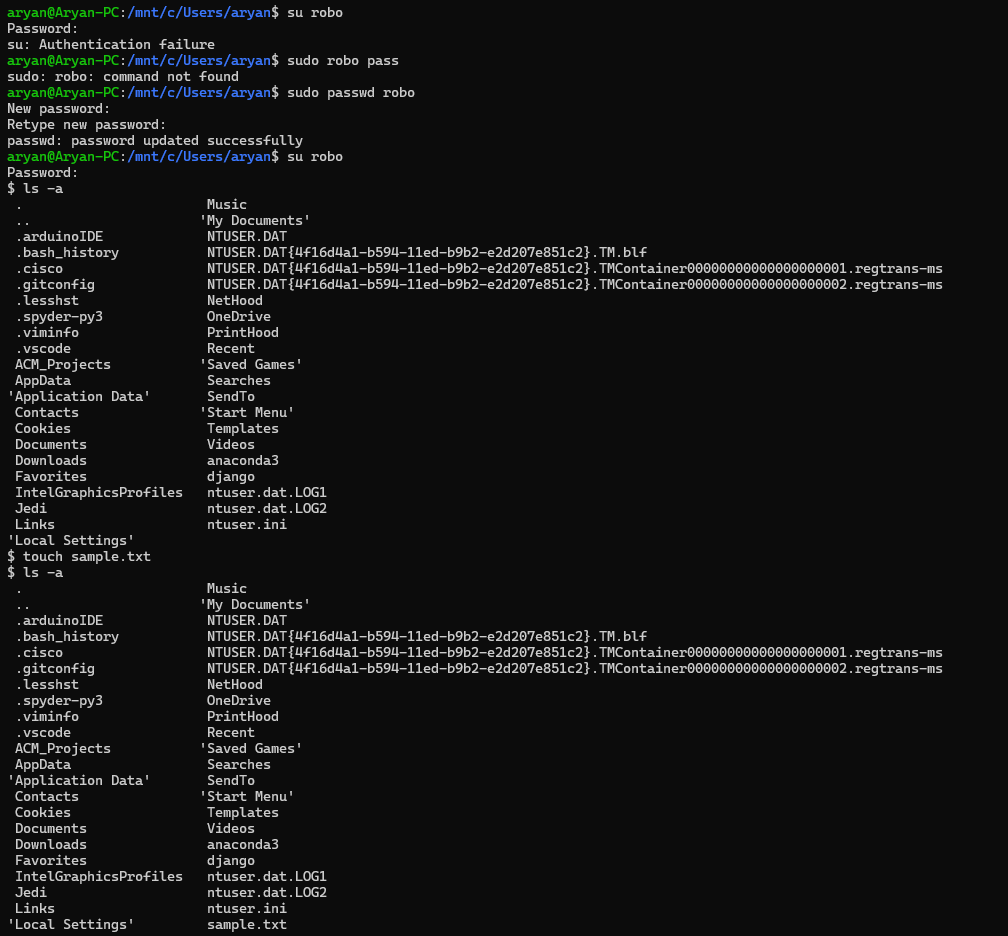 aryan@Aryan-PC:/mnt/c/Users/aryan$ su robo
Password:
su: Authentication failure
aryan@Aryan-PC:/mnt/c/Users/aryan$ sudo robo pass
sudo: robo: command not found
aryan@Aryan-PC:/mnt/c/Users/aryan$ sudo passwd robo
New password:
Retype new password:
passwd: password updated successfully
aryan@Aryan-PC:/mnt/c/Users/aryan$ su robo
Password:
$ ls -a
 .                       Music
 ..                     'My Documents'
 .arduinoIDE             NTUSER.DAT
 .bash_history           NTUSER.DAT{4f16d4a1-b594-11ed-b9b2-e2d207e851c2}.TM.blf
 .cisco                  NTUSER.DAT{4f16d4a1-b594-11ed-b9b2-e2d207e851c2}.TMContainer00000000000000000001.regtrans-ms
 .gitconfig              NTUSER.DAT{4f16d4a1-b594-11ed-b9b2-e2d207e851c2}.TMContainer00000000000000000002.regtrans-ms
 .lesshst                NetHood
 .spyder-py3             OneDrive
 .viminfo                PrintHood
 .vscode                 Recent
 ACM_Projects           'Saved Games'
 AppData                 Searches
'Application Data'       SendTo
 Contacts               'Start Menu'
 Cookies                 Templates
 Documents               Videos
 Downloads               anaconda3
 Favorites               django
 IntelGraphicsProfiles   ntuser.dat.LOG1
 Jedi                    ntuser.dat.LOG2
 Links                   ntuser.ini
'Local Settings'
$ touch sample.txt
$ ls -a
 .                       Music
 ..                     'My Documents'
 .arduinoIDE             NTUSER.DAT
 .bash_history           NTUSER.DAT{4f16d4a1-b594-11ed-b9b2-e2d207e851c2}.TM.blf
 .cisco                  NTUSER.DAT{4f16d4a1-b594-11ed-b9b2-e2d207e851c2}.TMContainer00000000000000000001.regtrans-ms
 .gitconfig              NTUSER.DAT{4f16d4a1-b594-11ed-b9b2-e2d207e851c2}.TMContainer00000000000000000002.regtrans-ms
 .lesshst                NetHood
 .spyder-py3             OneDrive
 .viminfo                PrintHood
 .vscode                 Recent
 ACM_Projects           'Saved Games'
 AppData                 Searches
'Application Data'       SendTo
 Contacts               'Start Menu'
 Cookies                 Templates
 Documents               Videos
 Downloads               anaconda3
 Favorites               django
 IntelGraphicsProfiles   ntuser.dat.LOG1
 Jedi                    ntuser.dat.LOG2
 Links                   ntuser.ini
'Local Settings'         sample.txt